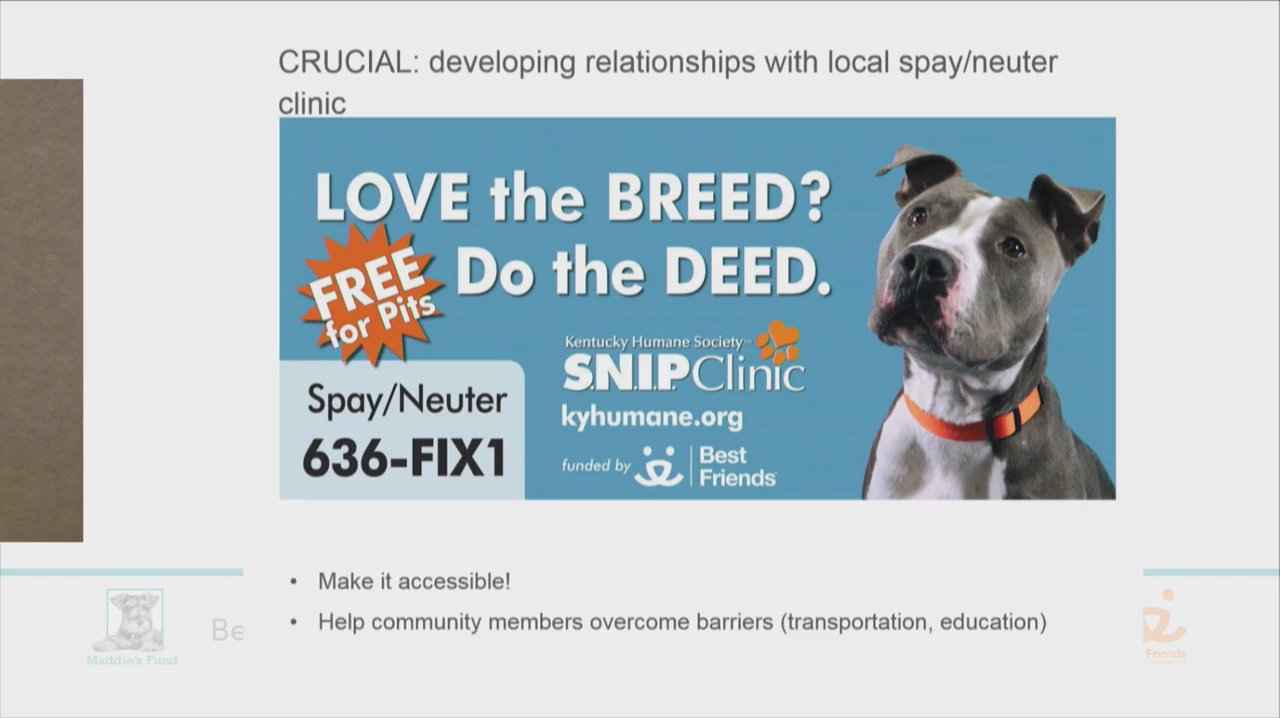 CRUCIAL: developing relationships with local spay/neuter
clinic
LOVE the BREED?
Do the DEED.
FREE
for Pits
Spay/Neuter
636-FIX1
Kentucky Humane Society™
S.N.I.P.Clinic
kyhumane.org
funded by
Best
Friends
• Make it accessible!
• Help community members overcome barriers (transportation, education)
Maddie's Fund
Be
Friends